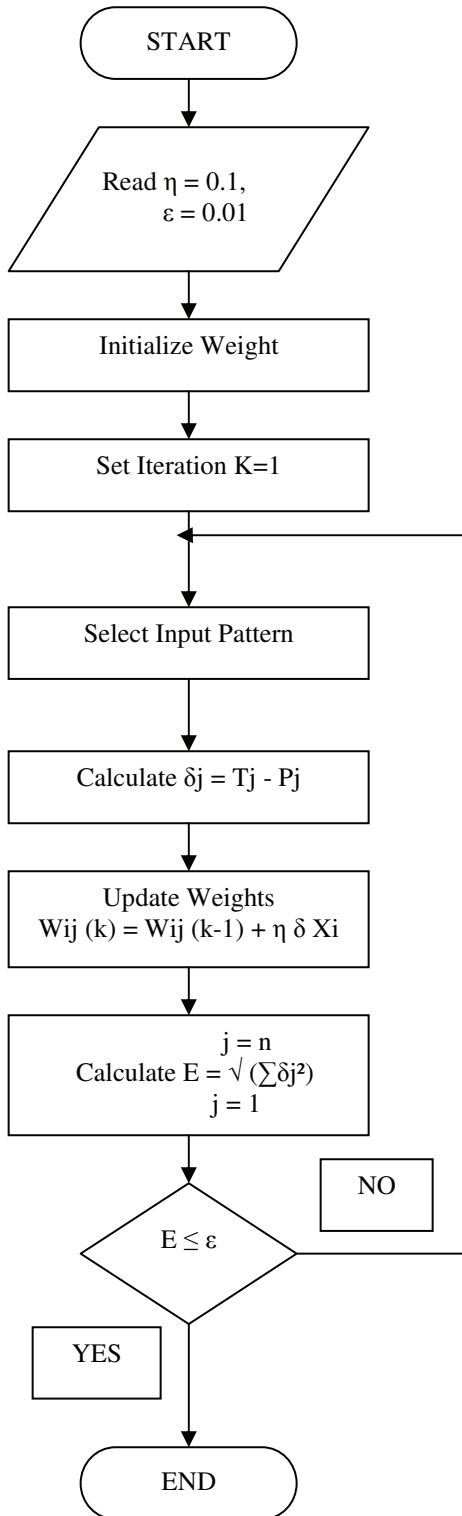 START
Read η = 0.1,
ε = 0.01
Initialize Weight
Set Iteration K=1
Select Input Pattern
Calculate δj = Tj - Pj
Update Weights
Wij (k) = Wij (k-1) + η δ Xi
j = n
Calculate E = √ (∑δj²)
j = 1
NO
E ≤ ε
YES
END